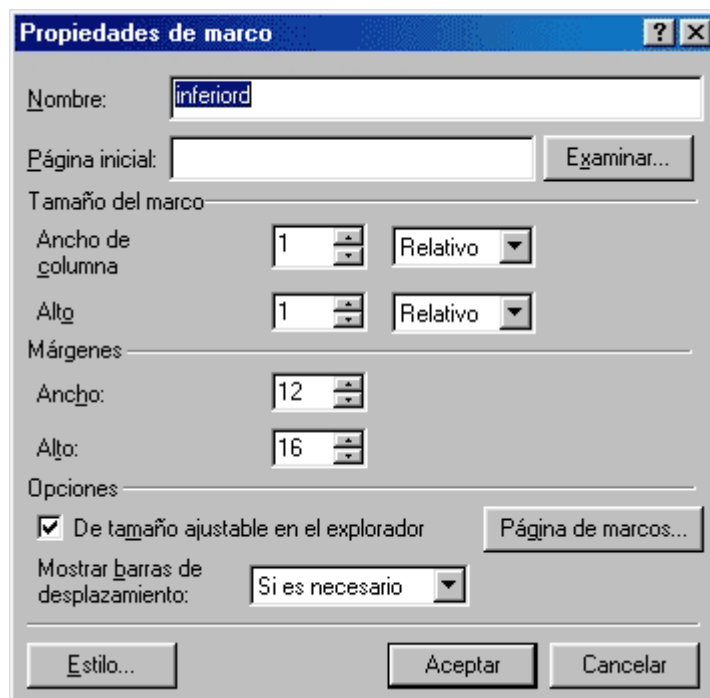 Propiedades de marco
Nombre: inferiord
Página inicial: Examinar...
Tamaño del marco
Ancho de
columna 1 Relativo
Alto 1 Relativo
Márgenes
Ancho: 12
Alto: 16
Opciones
De tamaño ajustable en el explorador Página de marcos...
Mostrar barras de
desplazamiento: Si es necesario
Estilo... Aceptar Cancelar